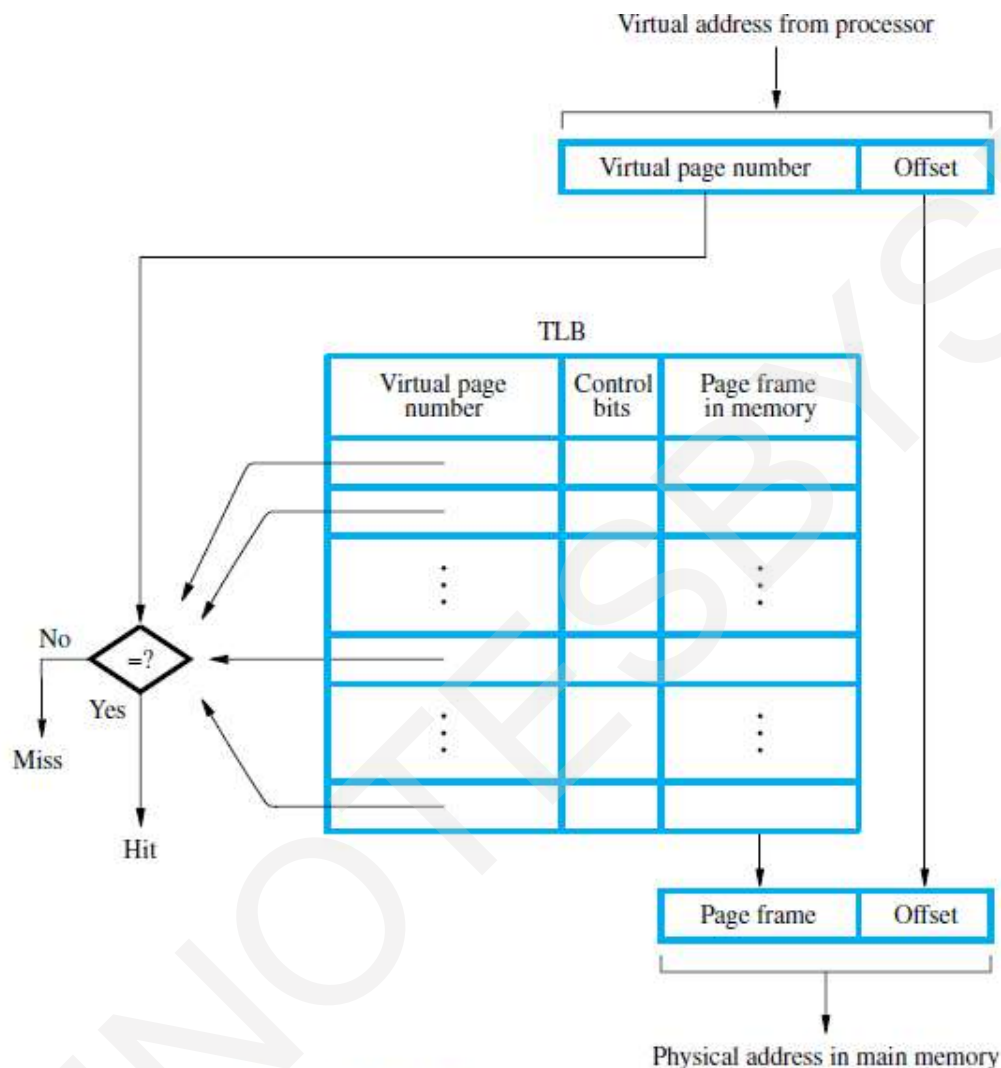 Virtual address from processor
Virtual page number
Offset
TLB
Virtual page
number
Control
bits
Page frame
in memory
No
=?
Yes
Miss
Hit
Page frame
Offset
Physical address in main memory
NOTESBYS